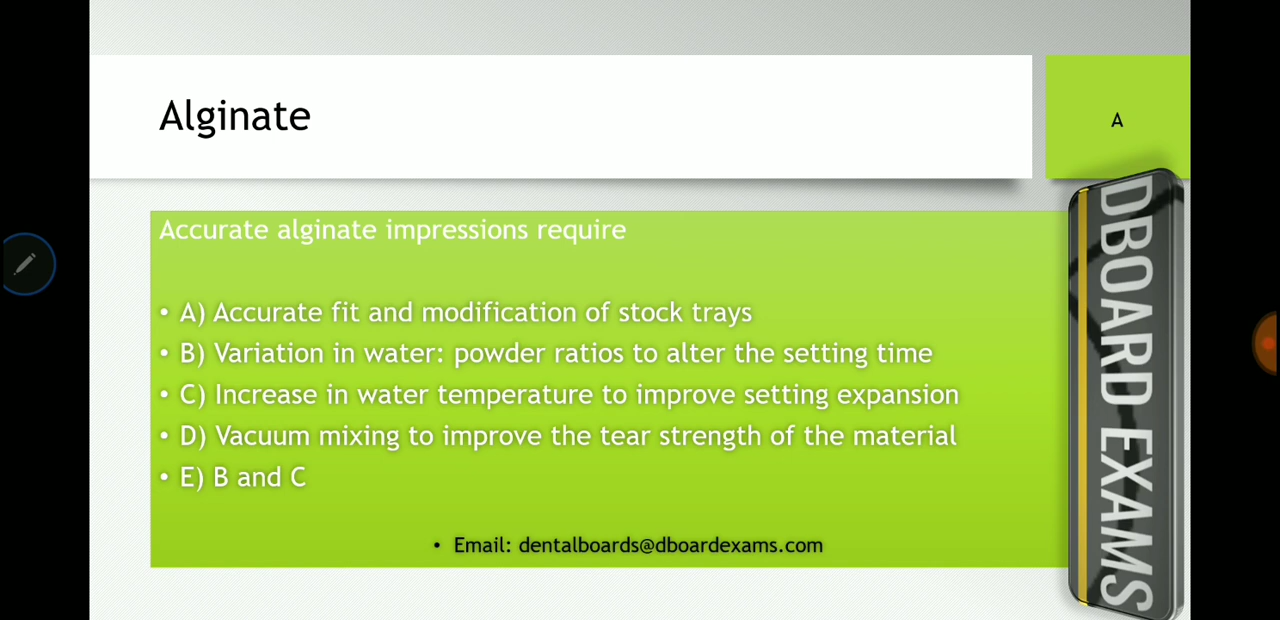 Alginate
A
Accurate alginate impressions require
• A) Accurate fit and modification of stock trays
• B) Variation in water: powder ratios to alter the setting time
• C) Increase in water temperature to improve setting expansion
• D) Vacuum mixing to improve the tear strength of the material
• E) B and C
• Email: dentalboards@dboardexams.com
DBOARD EXAMS